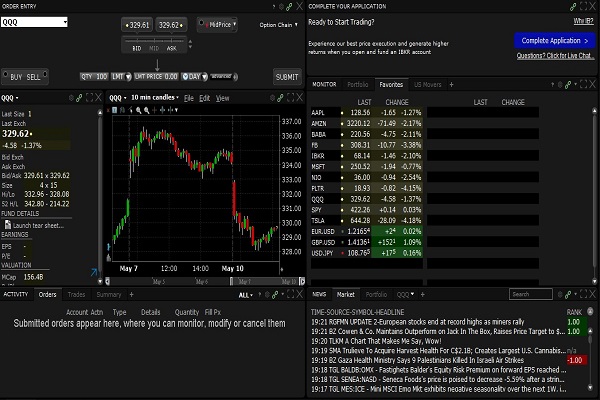 ORDER ENTRY
QQQ
329.61
329.62
BID MID ASK
MidPrice
Option Chain
BUY SELL
QTY 100 LMT LMT PRICE 0.00 DAY advanced SUBMIT
COMPLETE YOUR APPLICATION
Ready to Start Trading?
Why IB?
Experience our best price execution and generate higher
returns when you open and fund an IBKR account
Complete Application >
Questions? Click for Live Chat...
QQQ
Last Size 1
Last Exch
329.62
-4.58 -1.37%
Bid Exch
Ask Exch
Bid/Ask 329.61 x 329.62
Size 4 x 15
Hi/Lo 332.96 - 328.08
52 H/L 342.80 - 214.22
FUND DETAILS
Launch tear sheet...
EARNINGS
EPS -
P/E -
VALUATION
MCap 156.4B
QQQ 10 min candles File Edit View
337.00
336.00
335.00
334.00
333.00
332.00
331.00
330.00
329.00
328.00
May 7 12:00 14:00 May 10
MONITOR Portfolio Favorites US Movers +
LAST CHANGE LAST CHANGE
AAPL 128.56 -1.65 -1.27%
AMZN 3220.12 -71.49 -2.17%
BABA 220.56 -4.75 -2.11%
FB 308.31 -10.77 -3.38%
IBKR 68.14 -2.46 -2.10%
MSFT 250.52 -1.94 -0.77%
NIO 36.00 -0.94 -2.54%
PLTR 18.93 -0.82 -4.15%
QQQ 329.62 -4.58 -1.37%
SPY 422.26 +0.14 0.03%
TSLA 644.28 -28.09 -4.18%
EUR.USD +24 0.02%
GBP.USD 1.09%
USD.JPY 0.16%
ACTIVITY Orders Trades Summary + ALL
Account Actn Type Details Quantity Fill Px
Submitted orders appear here, where you can monitor, modify or cancel them
NEWS Market Portfolio QQQ + Search
TIME-SOURCE-SYMBOL-HEADLINE RANK
19:21 RGFMN UPDATE 2-European stocks end at record highs as miners rally 1.00
19:21 BZ Cowen & Co. Maintains Outperform on Jack In The Box, Raises Price Target to $... 1.00
19:20 TLKM A Chart That Makes Me Say, Wow!
19:19 SMA Trulieve To Acquire Harvest Health For C$2.1B; Creates Largest U.S. Cannabis... n/a
19:19 BZ Gaza Health Ministry Says 9 Palestinians Killed In Israeli Air Strikes -1.00
19:18 TGL BALDB:OMX - Fastighets Balder's Equity Risk Premium on forward EPS reached ...
19:18 TGL SENEA:NASD - Seneca Foods's price is poised to decrease -5.59% after a strin...
19:17 TGL MES:ICE - Mini MSCI Emg Mkt exhibits negative seasonality over the next 1W. i...